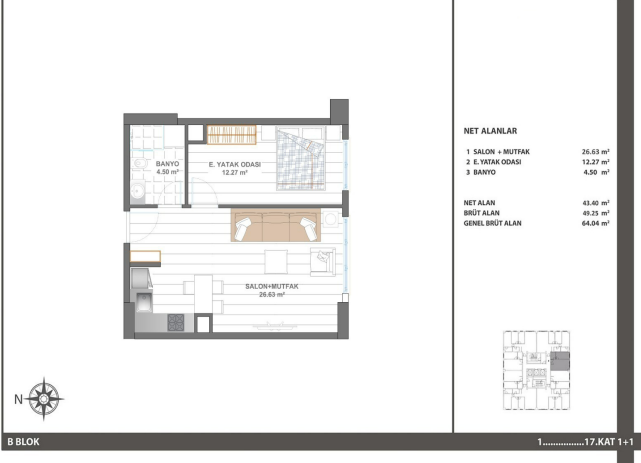 BANYO
4.50 m²
E. YATAK ODASI
12.27 m²
SALON+MUTFAK
26.63 m²
NET ALANLAR
1 SALON + MUTFAK 26.63 m²
2 E. YATAK ODASI 12.27 m²
3 BANYO 4.50 m²
NET ALAN 43.40 m²
BRÜT ALAN 49.25 m²
GENEL BRÜT ALAN 64.04 m²
N
B BLOK
1................17.KAT 1+1